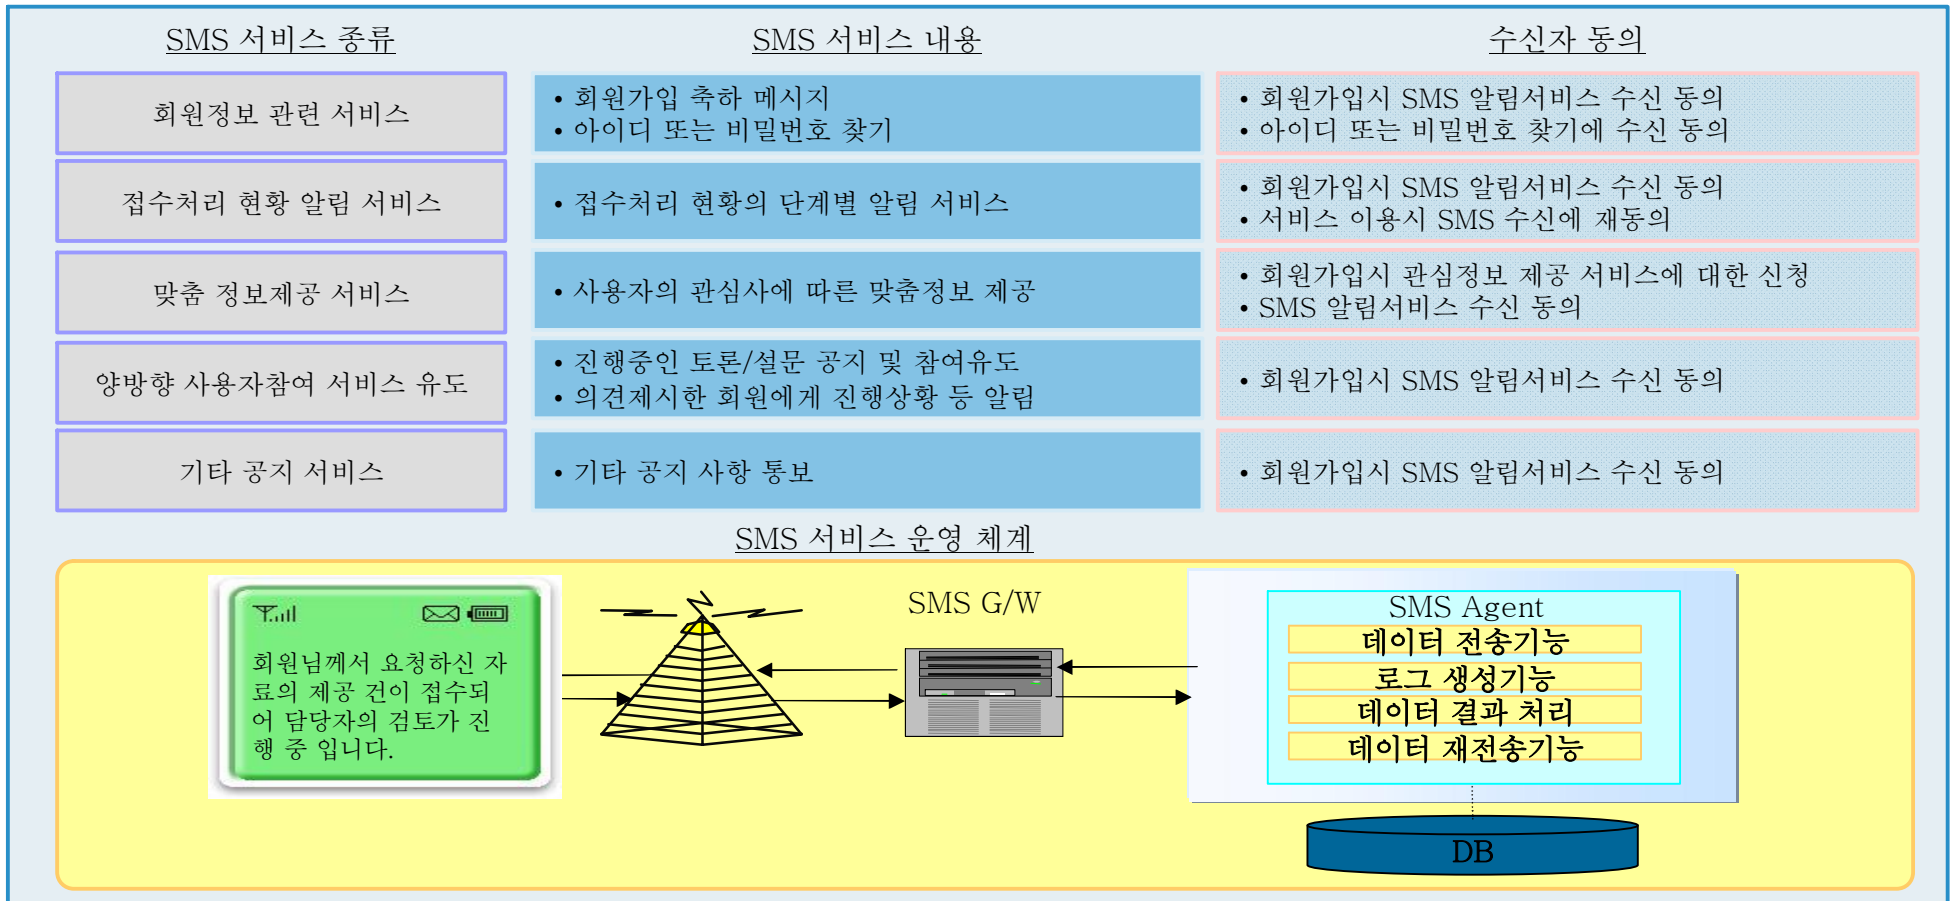 SMS 서비스 종류
SMS 서비스 내용
수신자 동의
회원정보 관련 서비스
• 회원가입 축하 메시지
• 아이디 또는 비밀번호 찾기
• 회원가입시 SMS 알림서비스 수신 동의
• 아이디 또는 비밀번호 찾기에 수신 동의
접수처리 현황 알림 서비스
• 접수처리 현황의 단계별 알림 서비스
• 회원가입시 SMS 알림서비스 수신 동의
• 서비스 이용시 SMS 수신에 재동의
맞춤 정보제공 서비스
• 사용자의 관심사에 따른 맞춤정보 제공
• 회원가입시 관심정보 제공 서비스에 대한 신청
• SMS 알림서비스 수신 동의
양방향 사용자참여 서비스 유도
• 진행중인 토론/설문 공지 및 참여유도
• 의견제시한 회원에게 진행상황 등 알림
• 회원가입시 SMS 알림서비스 수신 동의
기타 공지 서비스
• 기타 공지 사항 통보
• 회원가입시 SMS 알림서비스 수신 동의
SMS 서비스 운영 체계
회원님께서 요청하신 자
료의 제공 건이 접수되
어 담당자의 검토가 진
행 중 입니다.
SMS G/W
SMS Agent
데이터 전송기능
로그 생성기능
데이터 결과 처리
데이터 재전송기능
DB